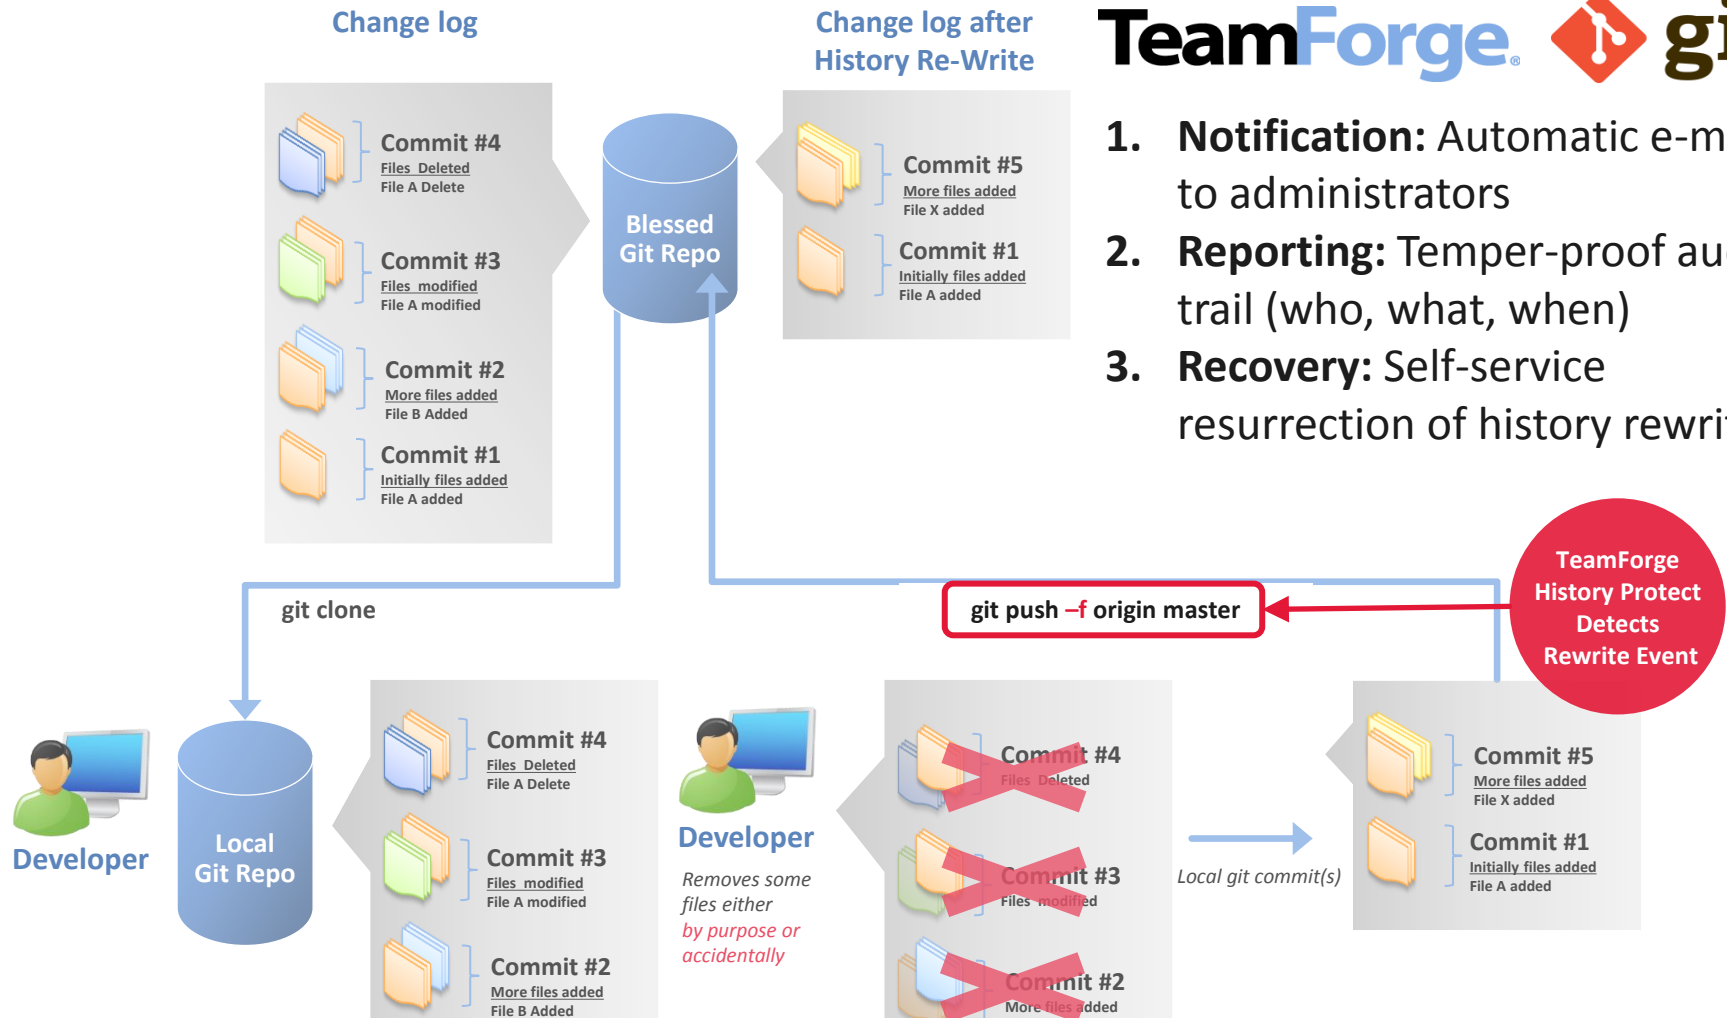 Change log
Commit #4
Files  Deleted
File A Delete
Commit #3
Files  modified
File A modified
Commit #2
More files added
File B Added
Commit #1
Initially files added
File A added
Blessed
Git Repo
Change log after
History Re-Write
Commit #5
More files added
File X added
Commit #1
Initially files added
File A added
TeamForge®
1. Notification: Automatic
to administrators
2. Reporting: Temper-proof
trail (who, what, when)
3. Recovery: Self-service
resurrection of history
git clone
git push –f origin master
TeamForge
History Protect
Detects
Rewrite Event
Developer
Local
Git Repo
Commit #4
Files  Deleted
File A Delete
Commit #3
Files  modified
File A modified
Commit #2
More files added
File B Added
Developer
Removes some
files either
by purpose or
accidentally
Commit #4
Files  Deleted
Commit #3
Files  modified
Commit #2
More files added
Local git commit(s)
Commit #5
More files added
File X added
Commit #1
Initially files added
File A added